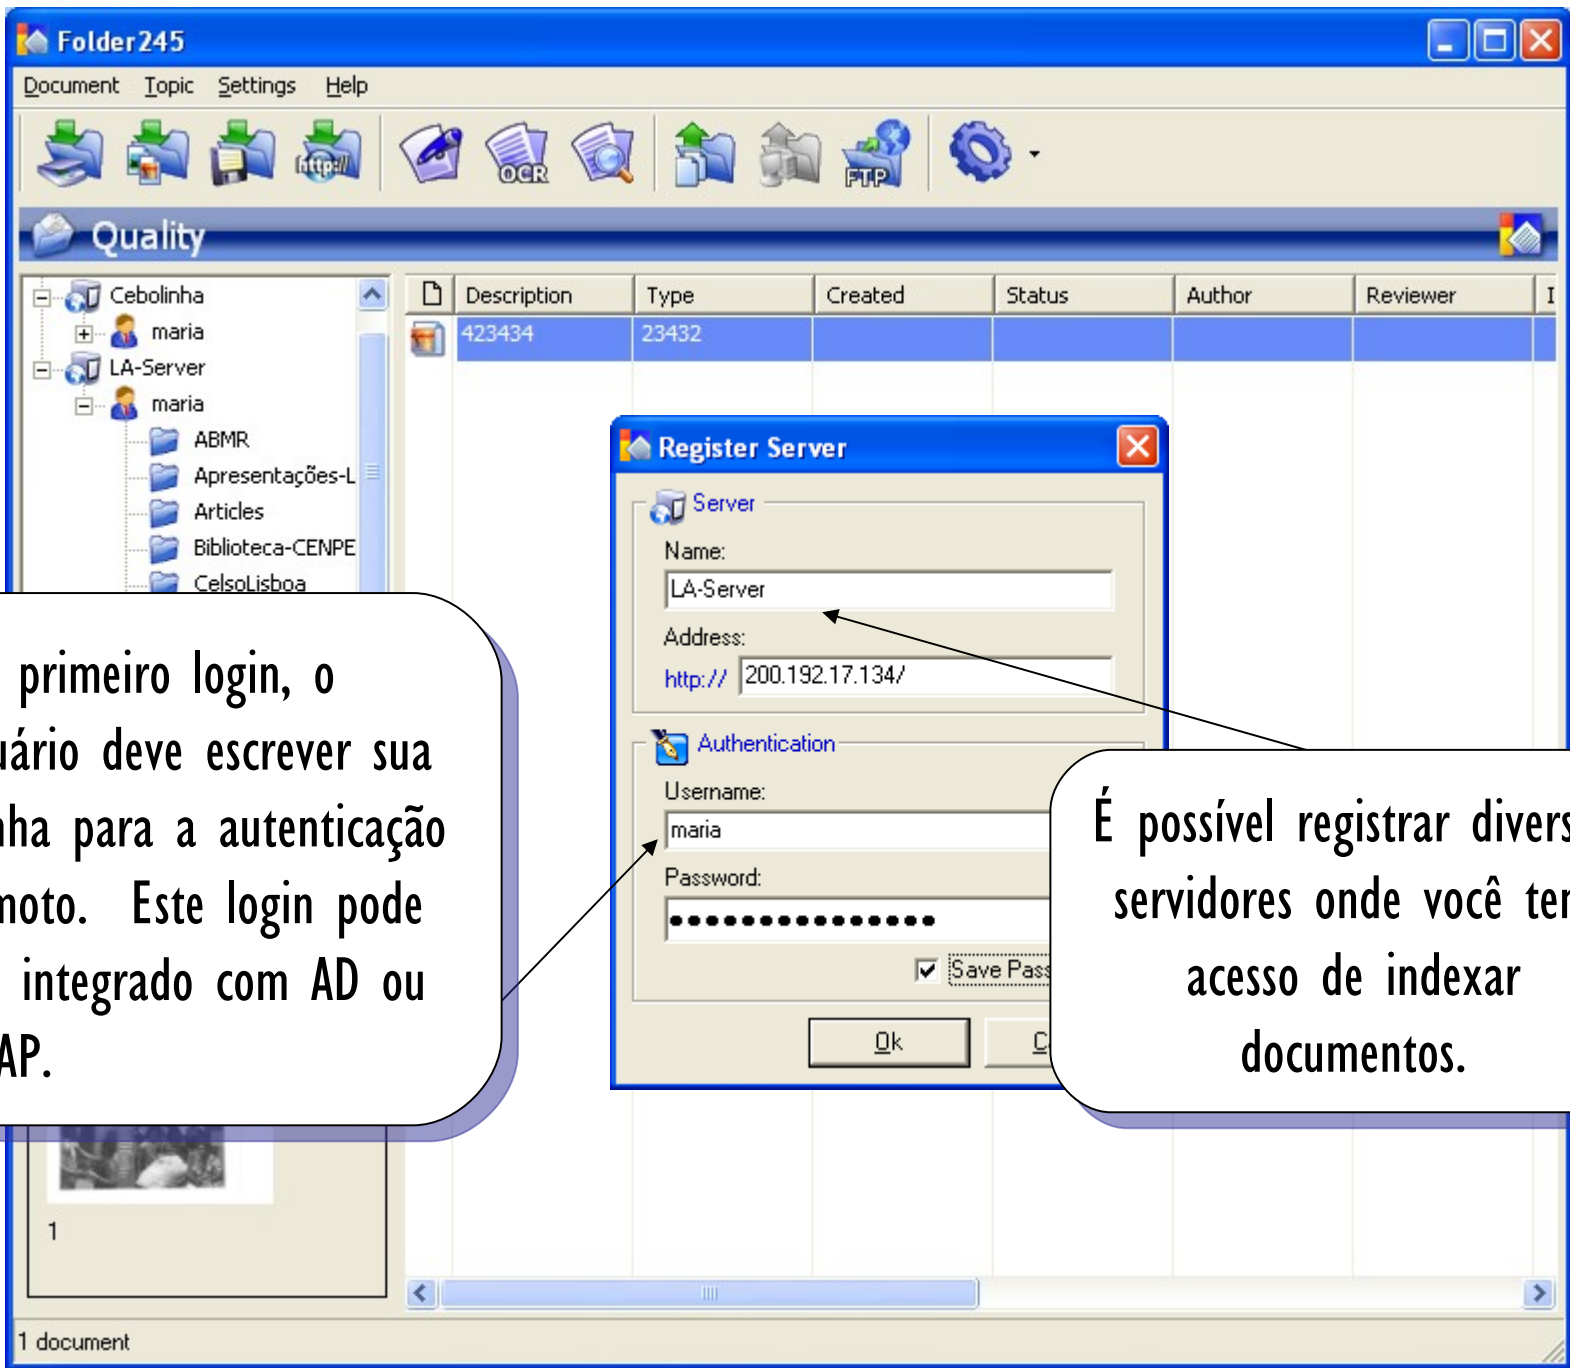 Folder245
Document Topic Settings Help
http://
OCR
FTP
Quality
Cebolinha
maria
LA-Server
maria
ABMR
Apresentações-L
Articles
Biblioteca-CENPE
CelsoLisboa
Description Type Created Status Author Reviewer I
423434 23432
Register Server
Server
Name:
LA-Server
Address:
http:// 200.192.17.134/
Authentication
Username:
maria
Password:
Save Pass
Ok
primeiro login, o
uário deve escrever sua
nha para a autenticação
moto. Este login pode
integrado com AD ou
AP.
É possível registrar divers
servidores onde você tem
acesso de indexar
documentos.
1
1 document